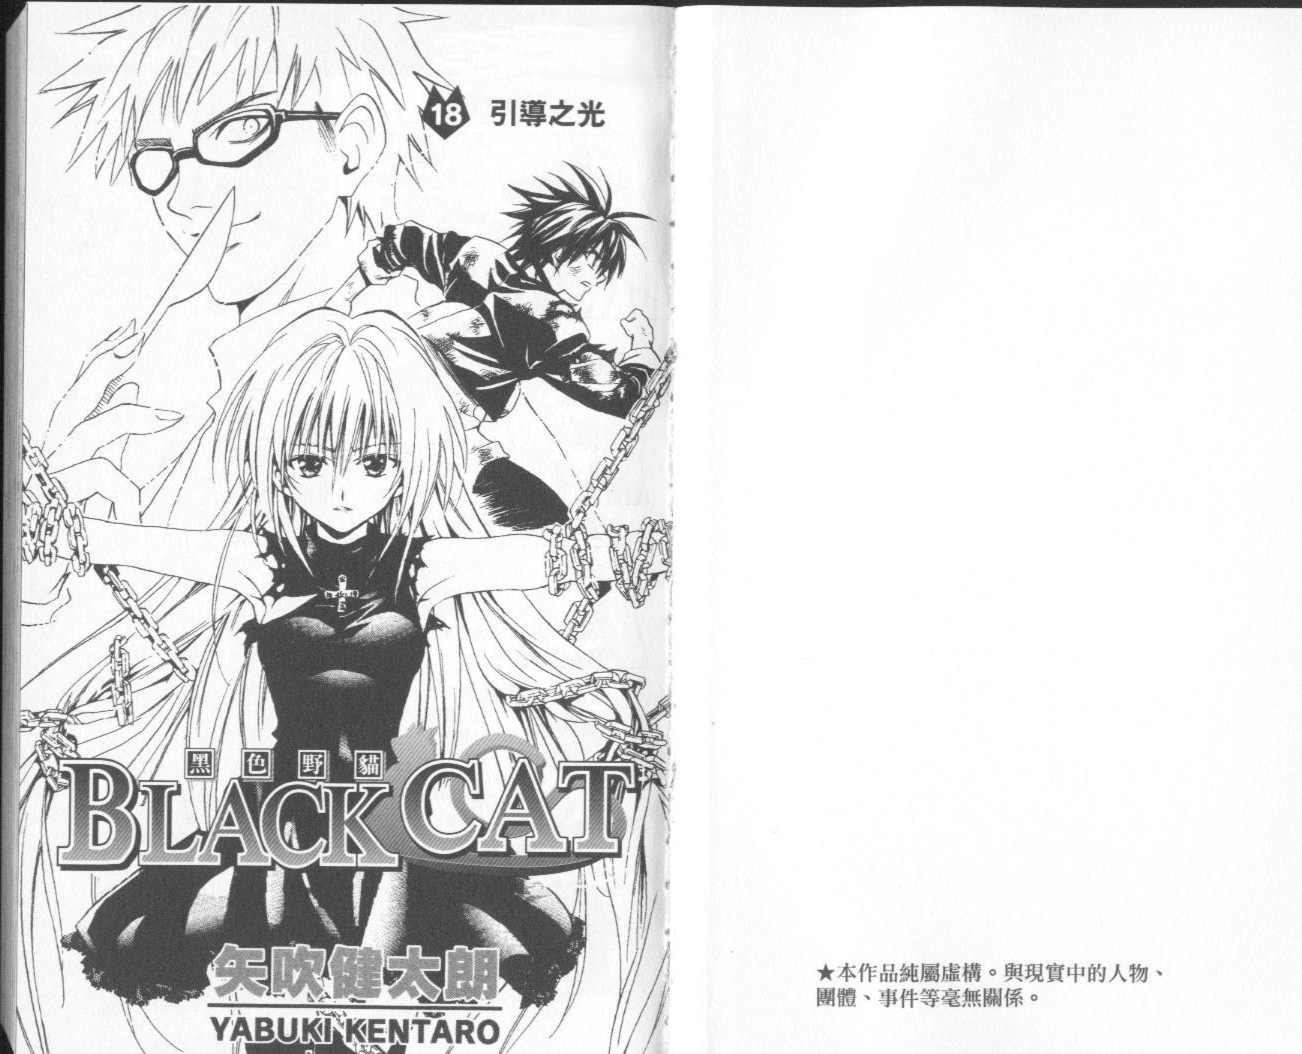 18 引導之光
黑色野貓
BLACK CAT
矢吹健太朗
YABUKI KENTARO
★本作品純屬虛構。與現實中的人物、
團體、事件等毫無關係。